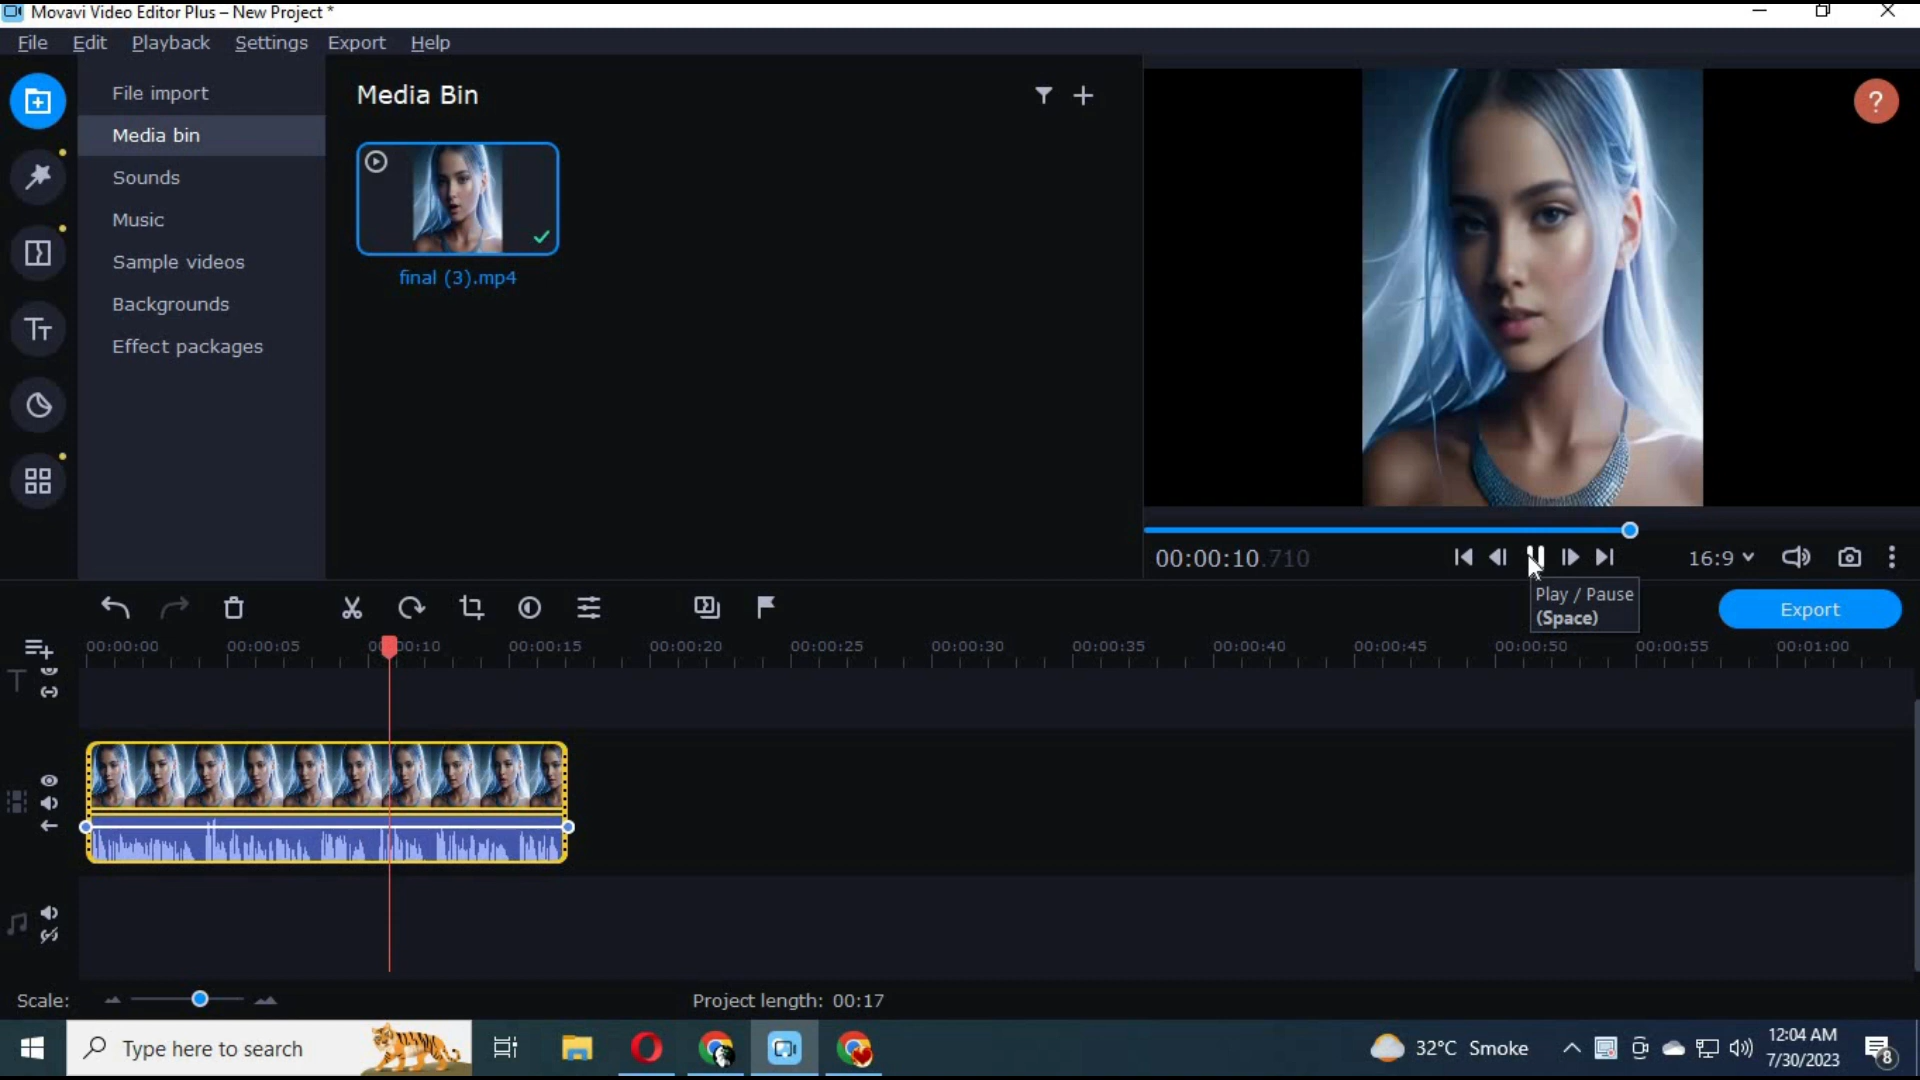 Movavi Video Editor Plus – New Project *
File Edit Playback Settings Export Help
File import
Media bin
Sounds
Music
Sample videos
Backgrounds
Effect packages
Media Bin
final (3).mp4
?
00:00:10.710
16:9
Play / Pause
(Space)
Export
00:00:00 00:00:05 00:00:10 00:00:15 00:00:20 00:00:25 00:00:30 00:00:35 00:00:40 00:00:45 00:00:50 00:00:55 00:01:00
Scale:
Project length: 00:17
Type here to search
32°C Smoke
12:04 AM
7/30/2023
8